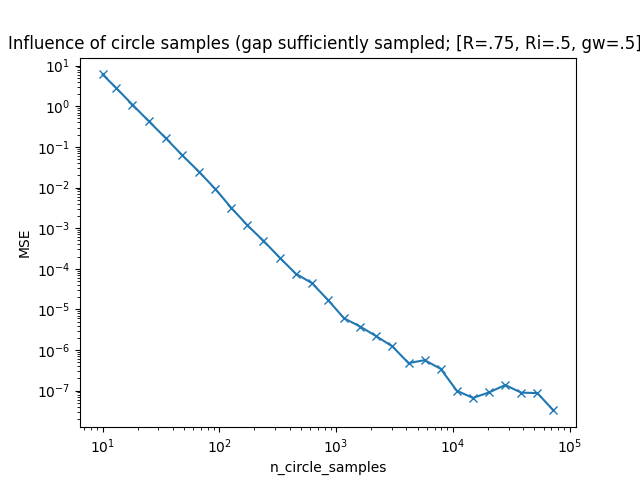 Influence of circle samples (gap sufficiently sampled; [R=.75, Ri=.5, gw=.5]
10¹
10⁰
10⁻¹
10⁻²
10⁻³
10⁻⁴
10⁻⁵
10⁻⁶
10⁻⁷
MSE
10¹ 10² 10³ 10⁴ 10⁵
n_circle_samples